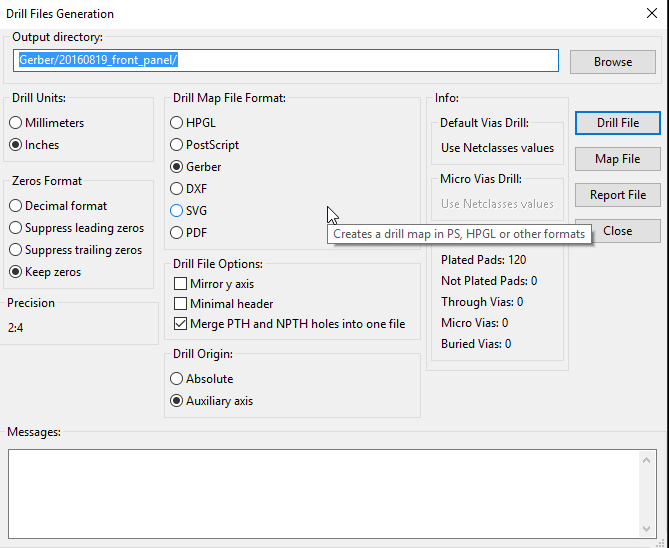 Drill Files Generation
Output directory:
Gerber/20160819_front_panel/
Browse
Drill Units:
Millimeters
Inches
Zeros Format
Decimal format
Suppress leading zeros
Suppress trailing zeros
Keep zeros
Precision
2:4
Drill Map File Format:
HPGL
PostScript
Gerber
DXF
SVG
PDF
Drill File Options:
Mirror y axis
Minimal header
Merge PTH and NPTH holes into one file
Drill Origin:
Absolute
Auxiliary axis
Info:
Default Vias Drill:
Use Netclasses values
Micro Vias Drill:
Use Netclasses values
Creates a drill map in PS, HPGL or other formats
Plated Pads: 120
Not Plated Pads: 0
Through Vias: 0
Micro Vias: 0
Buried Vias: 0
Drill File
Map File
Report File
Close
Messages: